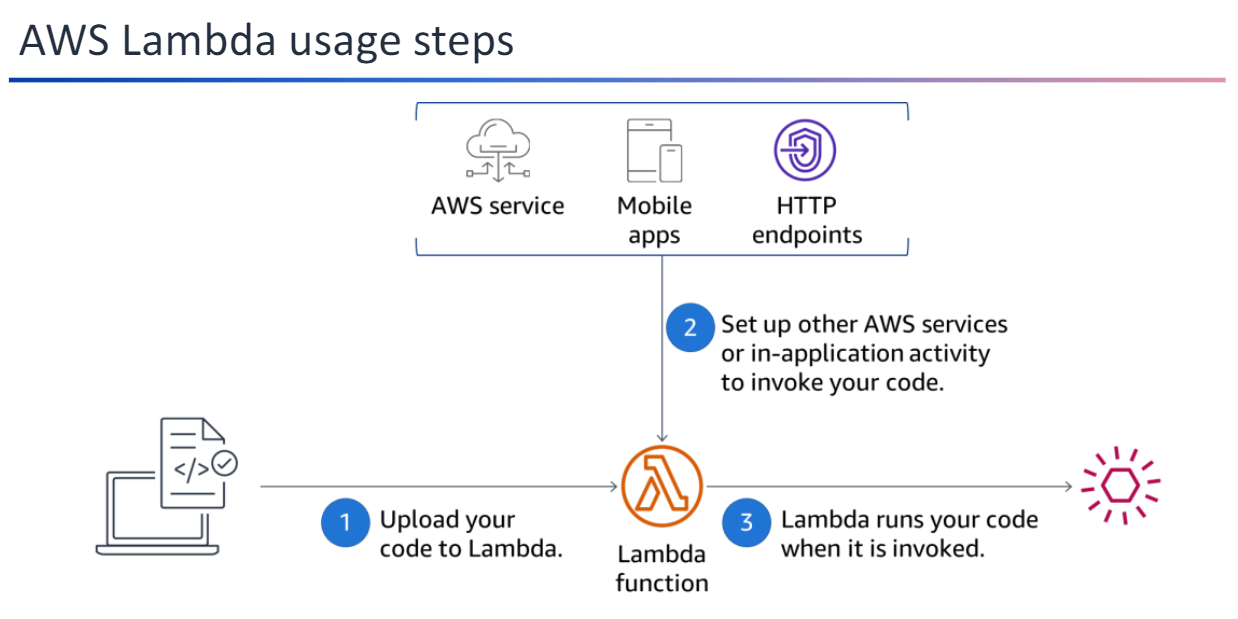 AWS Lambda usage steps
AWS service
Mobile
apps
HTTP
endpoints
2
Set up other AWS services
or in-application activity
to invoke your code.
</>
1
Upload your
code to Lambda.
Lambda
function
3
Lambda runs your code
when it is invoked.